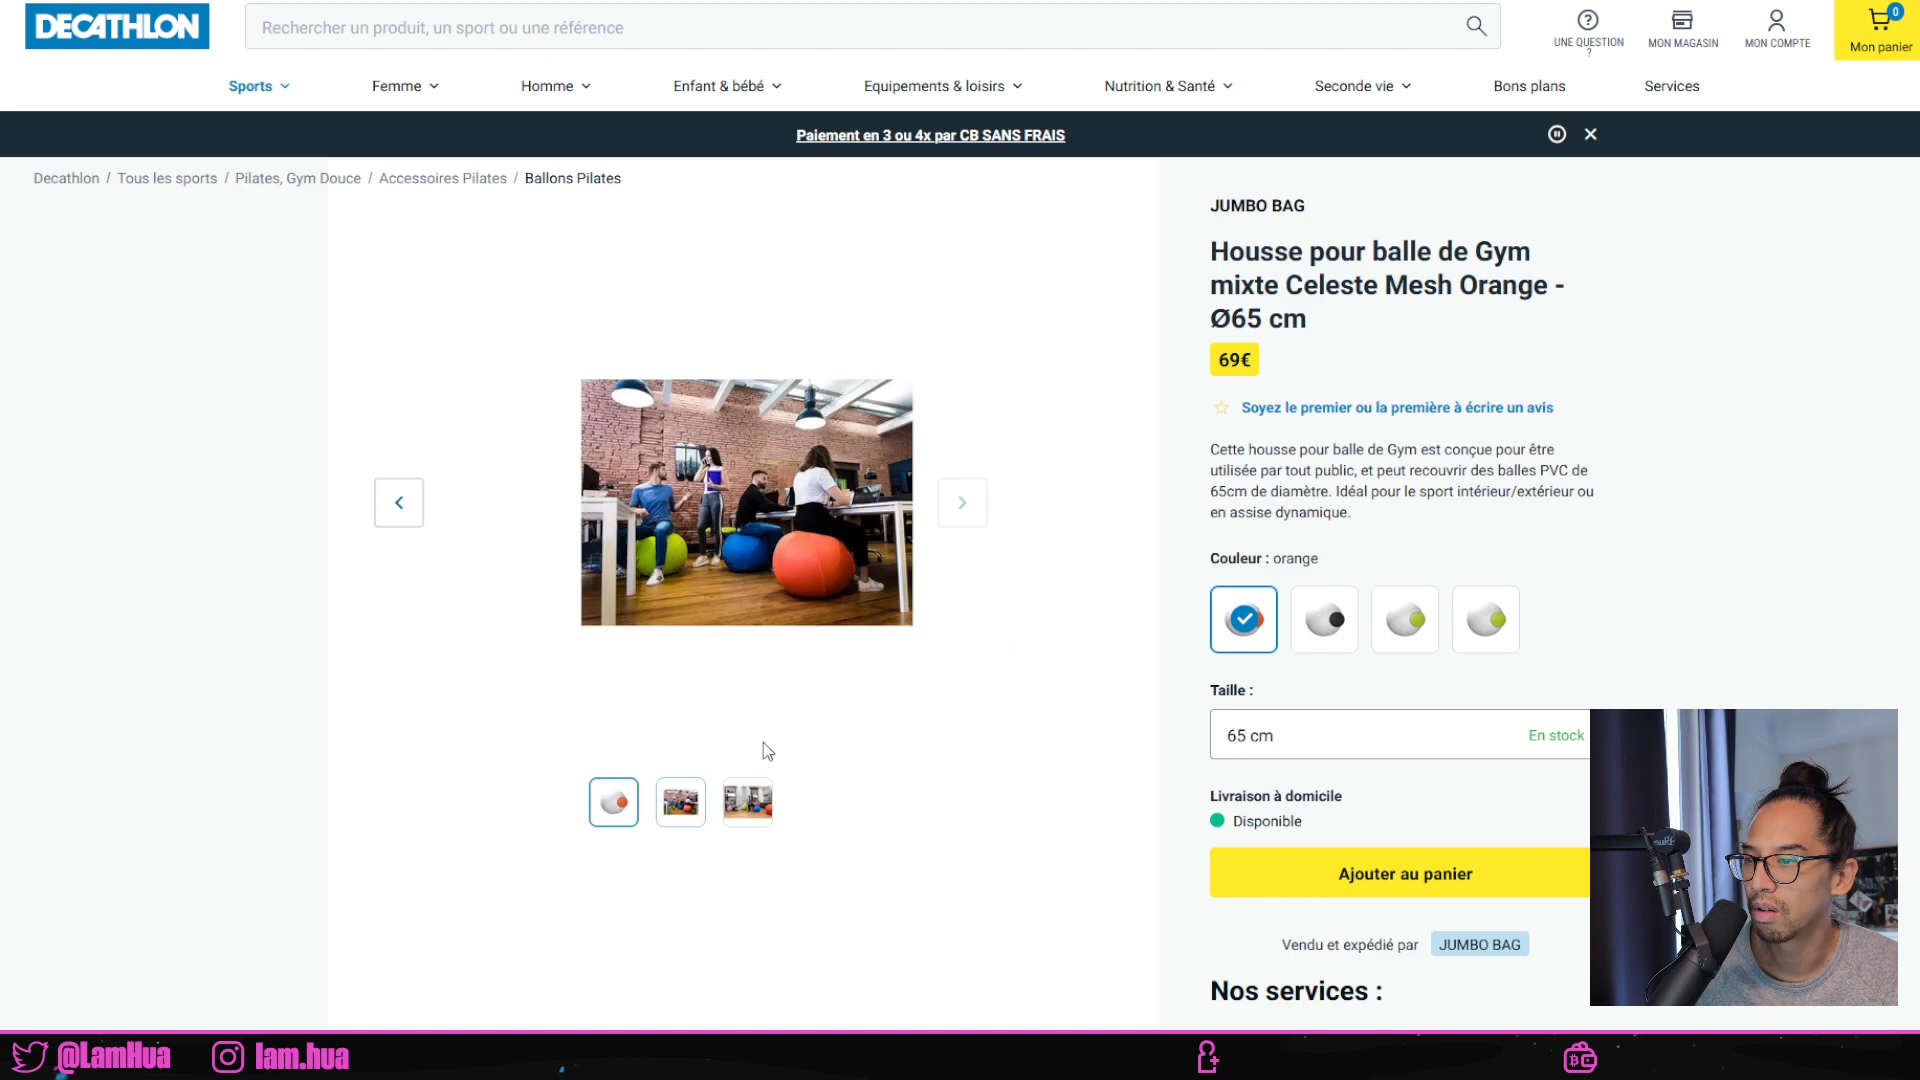 DECATHLON
Rechercher un produit, un sport ou une référence
UNE QUESTION
?
MON MAGASIN
MON COMPTE
0
Mon panier
Sports
Femme
Homme
Enfant & bébé
Equipements & loisirs
Nutrition & Santé
Seconde vie
Bons plans
Services
Paiement en 3 ou 4x par CB SANS FRAIS
Decathlon / Tous les sports / Pilates, Gym Douce / Accessoires Pilates / Ballons Pilates
JUMBO BAG
Housse pour balle de Gym
mixte Celeste Mesh Orange -
Ø65 cm
69€
Soyez le premier ou la première à écrire un avis
Cette housse pour balle de Gym est conçue pour être
utilisée par tout public, et peut recouvrir des balles PVC de
65cm de diamètre. Idéal pour le sport intérieur/extérieur ou
en assise dynamique.
Couleur : orange
Taille :
65 cm
En stock
Livraison à domicile
Disponible
Ajouter au panier
Vendu et expédié par JUMBO BAG
Nos services :
@LamHua
lam.hua